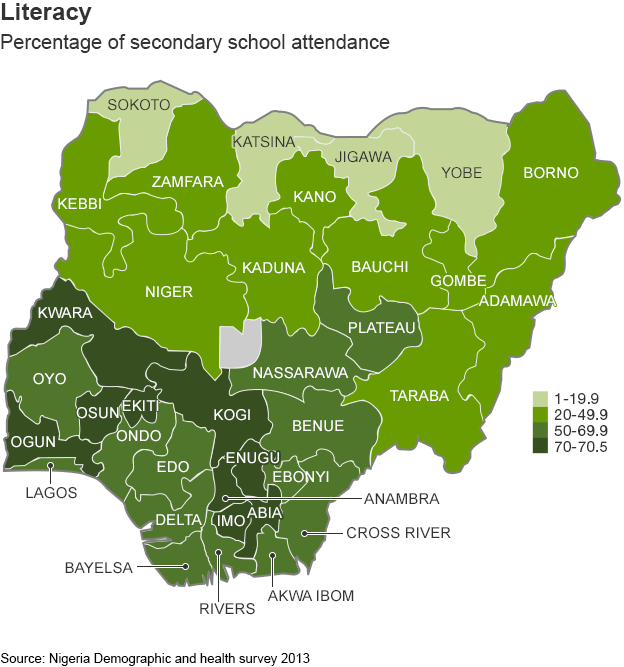 Literacy
Percentage of secondary school attendance
SOKOTO
KATSINA
JIGAWA
YOBE
BORNO
ZAMFARA
KANO
KEBBI
KADUNA
BAUCHI
GOMBE
NIGER
ADAMAWA
KWARA
PLATEAU
NASSARAWA
OYO
TARABA
EKITI
OSUN
KOGI
BENUE
ONDO
OGUN
ENUGU
EDO
EBONYI
LAGOS
ANAMBRA
ABIA
DELTA
IMO
CROSS RIVER
BAYELSA
AKWA IBOM
RIVERS
1-19.9
20-49.9
50-69.9
70-70.5
Source: Nigeria Demographic and health survey 2013